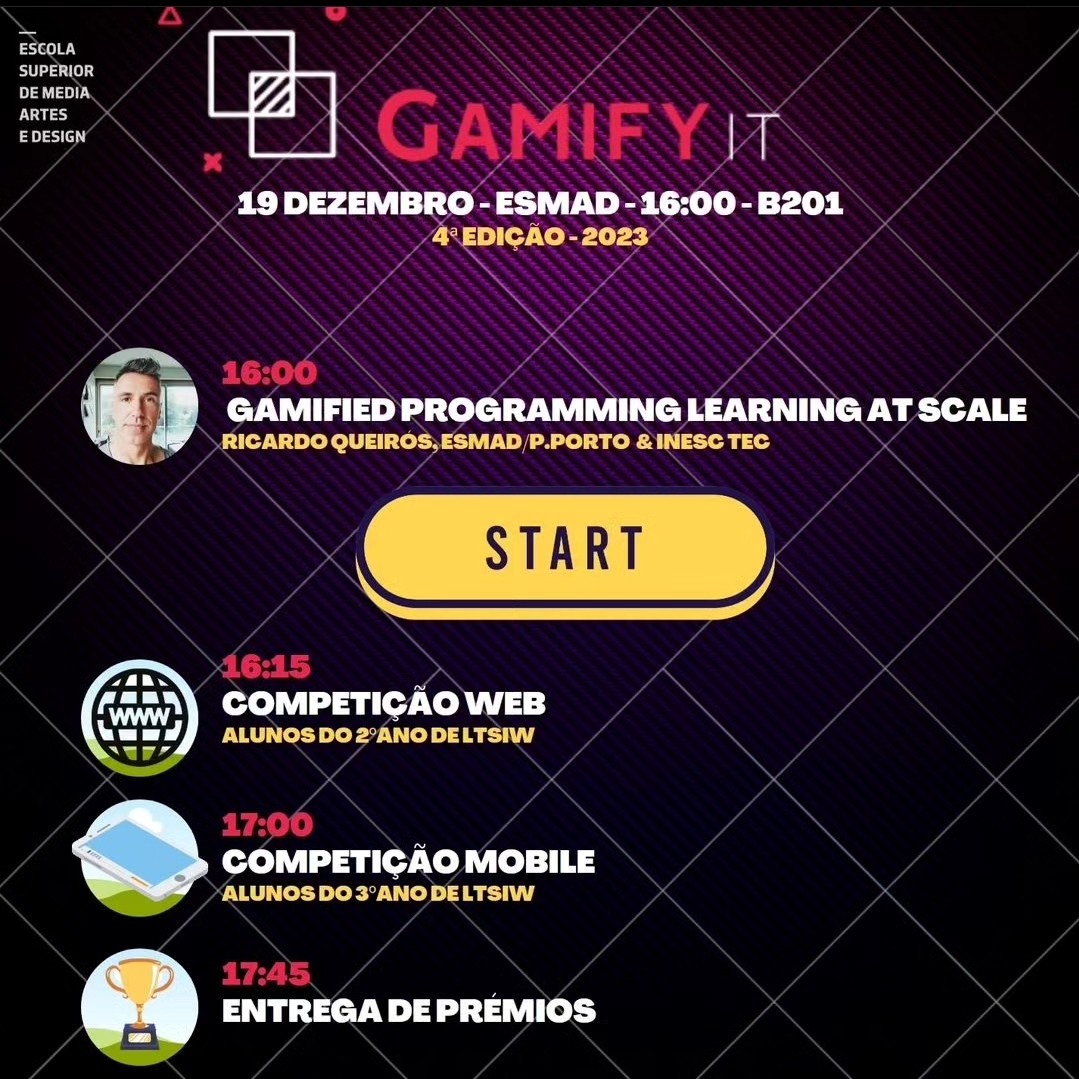 ESCOLA
SUPERIOR
DE MEDIA
ARTES
E DESIGN
GAMIFY IT
19 DEZEMBRO - ESMAD - 16:00 - B201
4ª EDIÇÃO - 2023
16:00
GAMIFIED PROGRAMMING LEARNING AT SCALE
RICARDO QUEIRÓS, ESMAD/P.PORTO & INESC TEC
START
16:15
WWW
COMPETIÇÃO WEB
ALUNOS DO 2º ANO DE LTSIW
17:00
COMPETIÇÃO MOBILE
ALUNOS DO 3º ANO DE LTSIW
17:45
ENTREGA DE PRÉMIOS